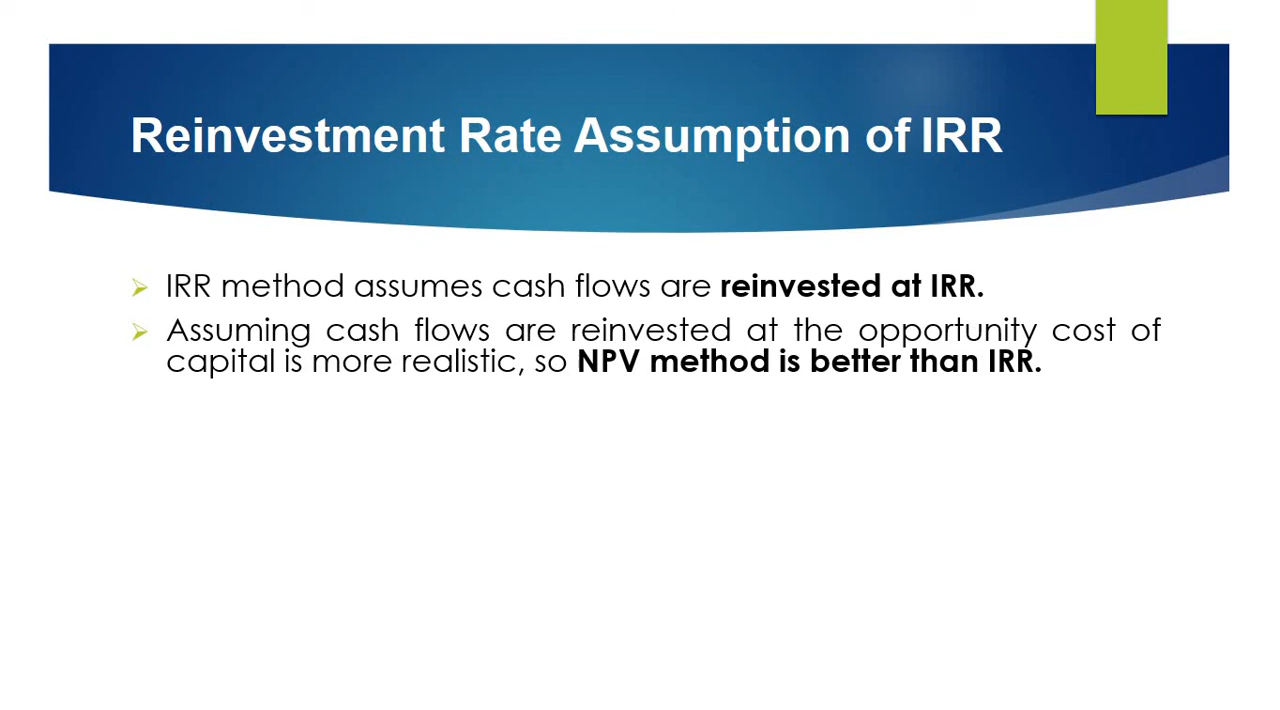 Reinvestment Rate Assumption of IRR
IRR method assumes cash flows are reinvested at IRR.
Assuming cash flows are reinvested at the opportunity cost of
capital is more realistic, so NPV method is better than IRR.